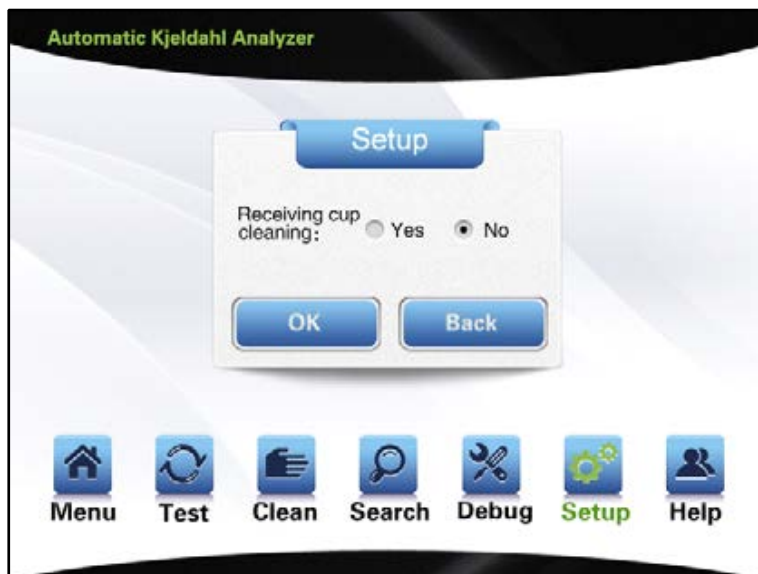 Automatic Kjeldahl Analyzer
Setup
Receiving cup
cleaning: Yes No
OK Back
Menu Test Clean Search Debug Setup Help